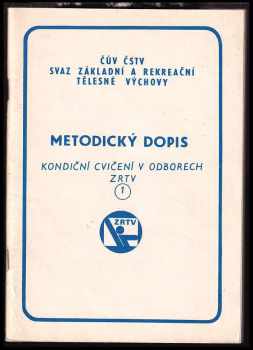 ČÚV ČSTV
SVAZ ZÁKLADNÍ A REKREAČNÍ
TĚLESNÉ VÝCHOVY
METODICKÝ DOPIS
KONDIČNÍ CVIČENÍ V ODBORECH
ZRTV
1
ZRTV